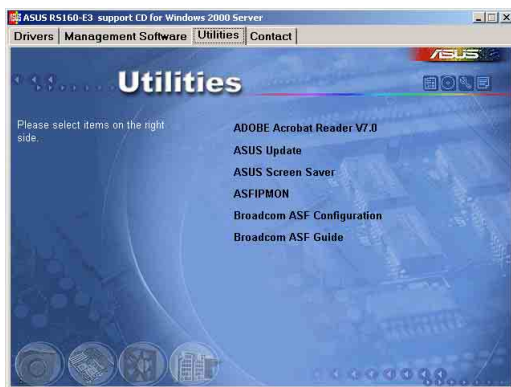 ASUS RS160-E3 support CD for Windows 2000 Server
Drivers Management Software Utilities Contact
ASUS
Utilities
Please select items on the right
side.
ADOBE Acrobat Reader V7.0
ASUS Update
ASUS Screen Saver
ASFIPMON
Broadcom ASF Configuration
Broadcom ASF Guide